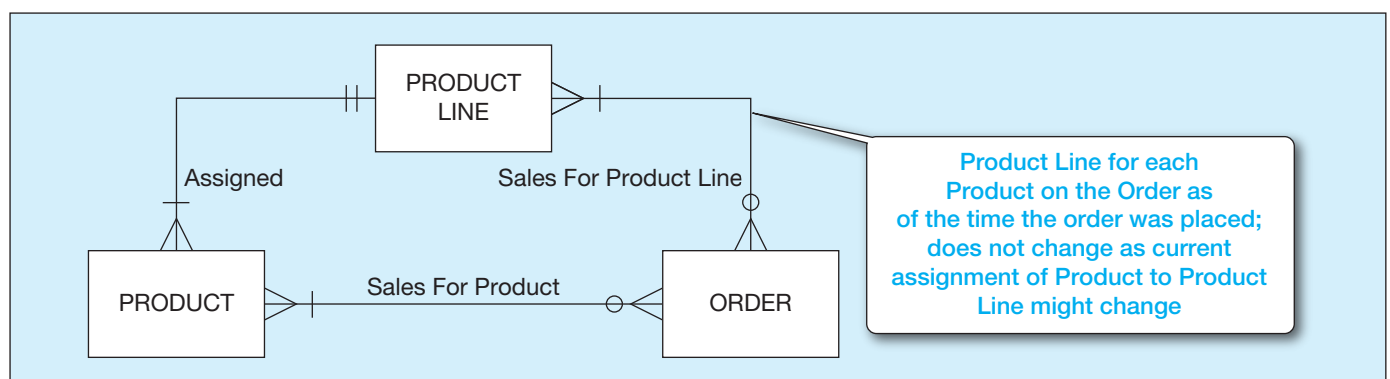 PRODUCT
LINE
Assigned
Sales For Product Line
Product Line for each
Product on the Order as
of the time the order was placed;
does not change as current
assignment of Product to Product
Line might change
PRODUCT
Sales For Product
ORDER